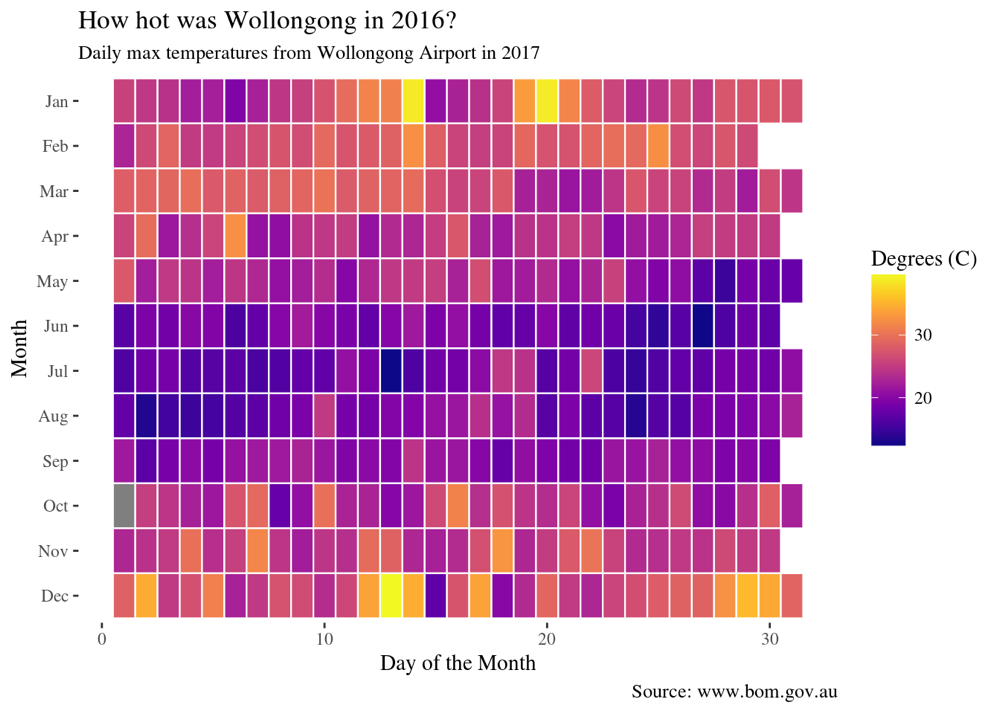 How hot was Wollongong in 2016?
Daily max temperatures from Wollongong Airport in 2017
Jan
Feb
Mar
Apr
May
Jun
Jul
Aug
Sep
Oct
Nov
Dec
Month
0 10 20 30
Day of the Month
Degrees (C)
30
20
Source: www.bom.gov.au